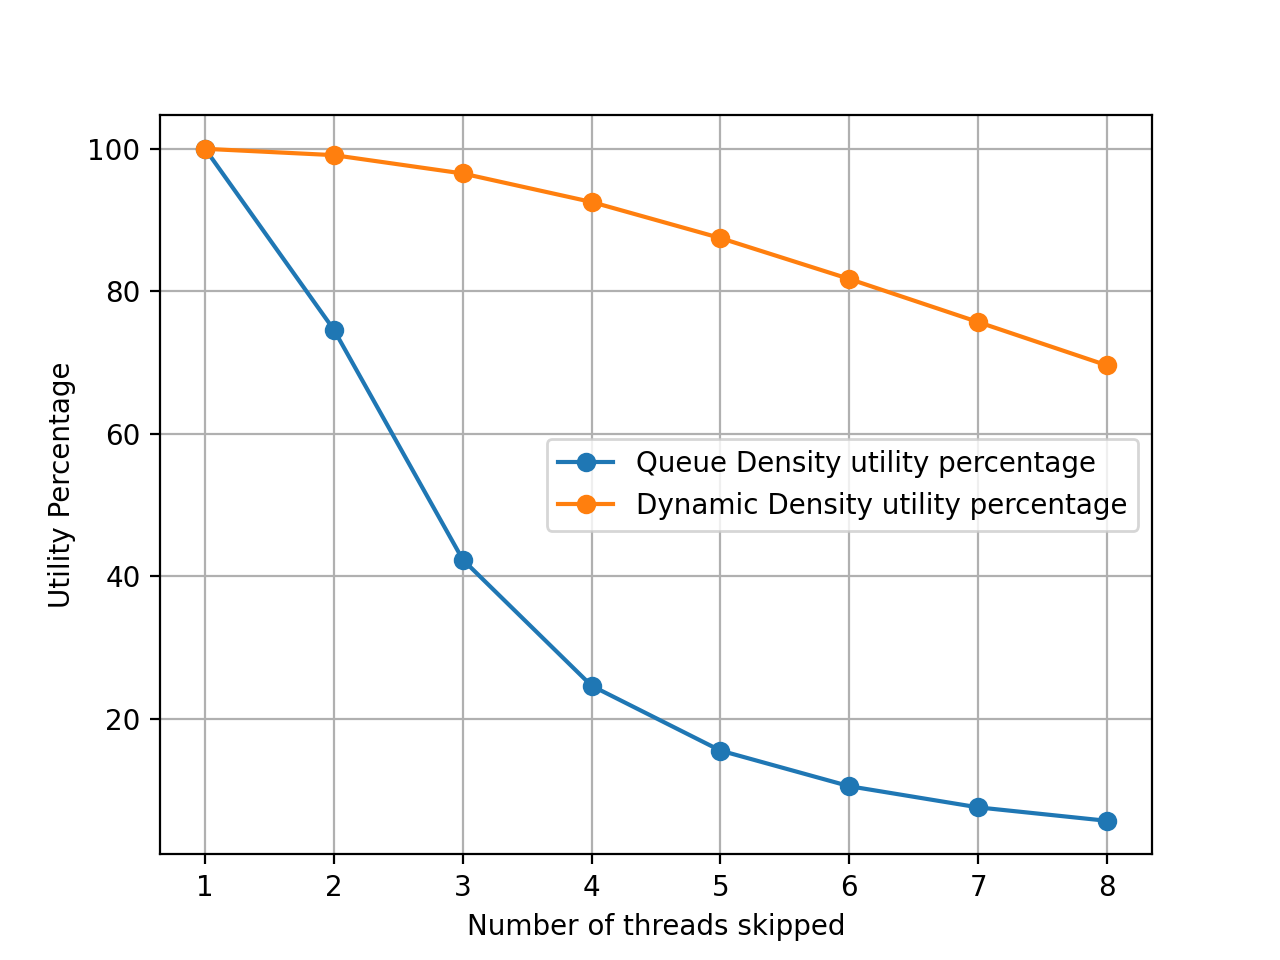 100
80
60
40
20
Utility Percentage
Queue Density utility percentage
Dynamic Density utility percentage
1 2 3 4 5 6 7 8
Number of threads skipped